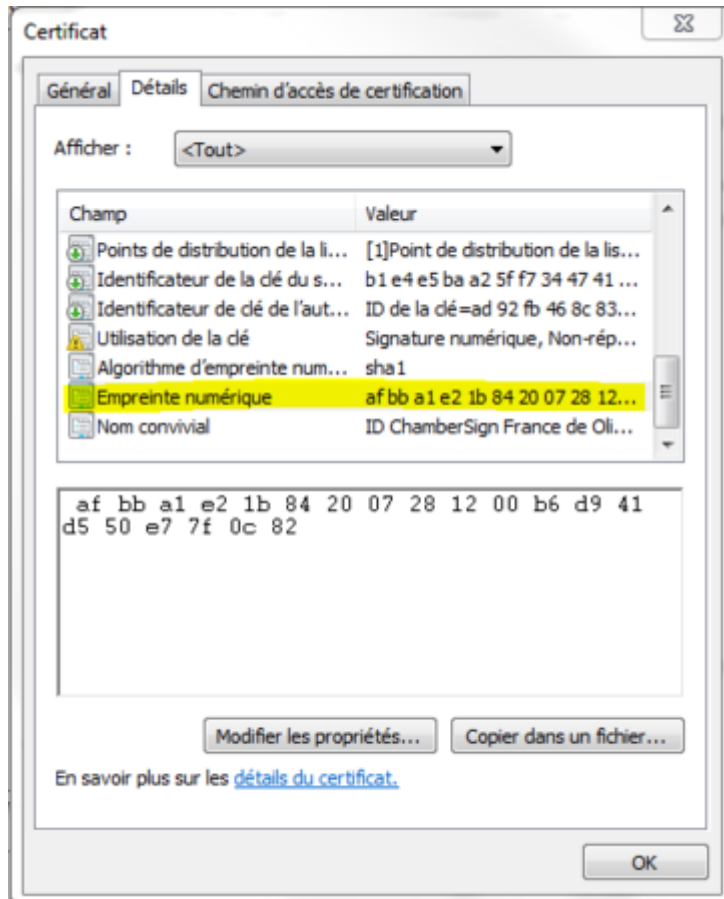 Certificat
Général Détails Chemin d'accès de certification
Afficher : <Tout>
Champ Valeur
Points de distribution de la li... [1]Point de distribution de la lis...
Identificateur de la clé du s... b1 e4 e5 ba a2 5f f7 34 47 41 ...
Identificateur de clé de l'aut... ID de la clé=ad 92 fb 46 8c 83...
Utilisation de la clé Signature numérique, Non-rép...
Algorithme d'empreinte num... sha1
Empreinte numérique af bb a1 e2 1b 84 20 07 28 12...
Nom convivial ID ChamberSign France de Oli...
af bb a1 e2 1b 84 20 07 28 12 00 b6 d9 41
d5 50 e7 7f 0c 82
Modifier les propriétés... Copier dans un fichier...
En savoir plus sur les détails du certificat.
OK